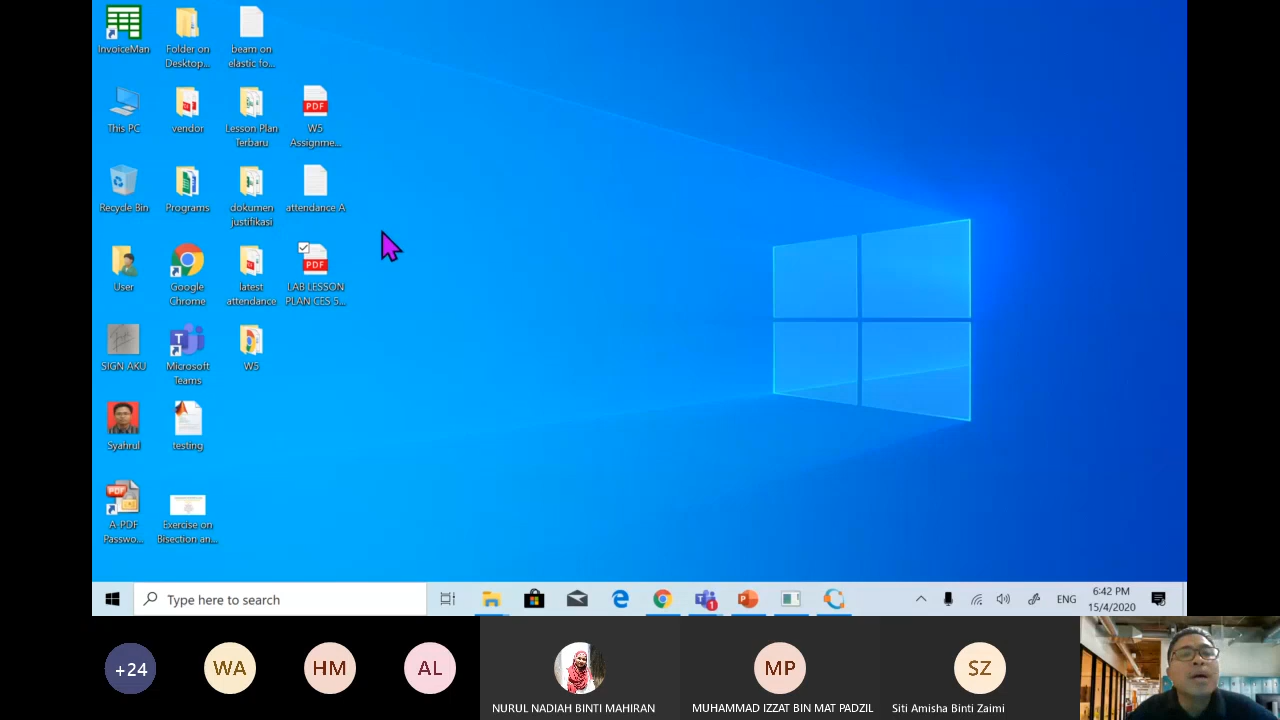 InvoiceMan
Folder on
Desktop...
beam on
elastic fo...
This PC
vendor
Lesson Plan
Terbaru
PDF
W5
Assignme...
Recycle Bin
Programs
dokumen
justifikasi
attendance A
User
Google
Chrome
latest
attendance
PDF
LAB LESSON
PLAN CES 5...
SIGN AKU
T
Microsoft
Teams
W5
Syahrul
testing
PDF
A-PDF
Passwo...
Exercise on
Bisection an...
Type here to search
1
ENG
6:42 PM
15/4/2020
+24
WA
HM
AL
NURUL NADIAH BINTI MAHIRAN
MP
MUHAMMAD IZZAT BIN MAT PADZIL
SZ
Siti Amisha Binti Zaimi